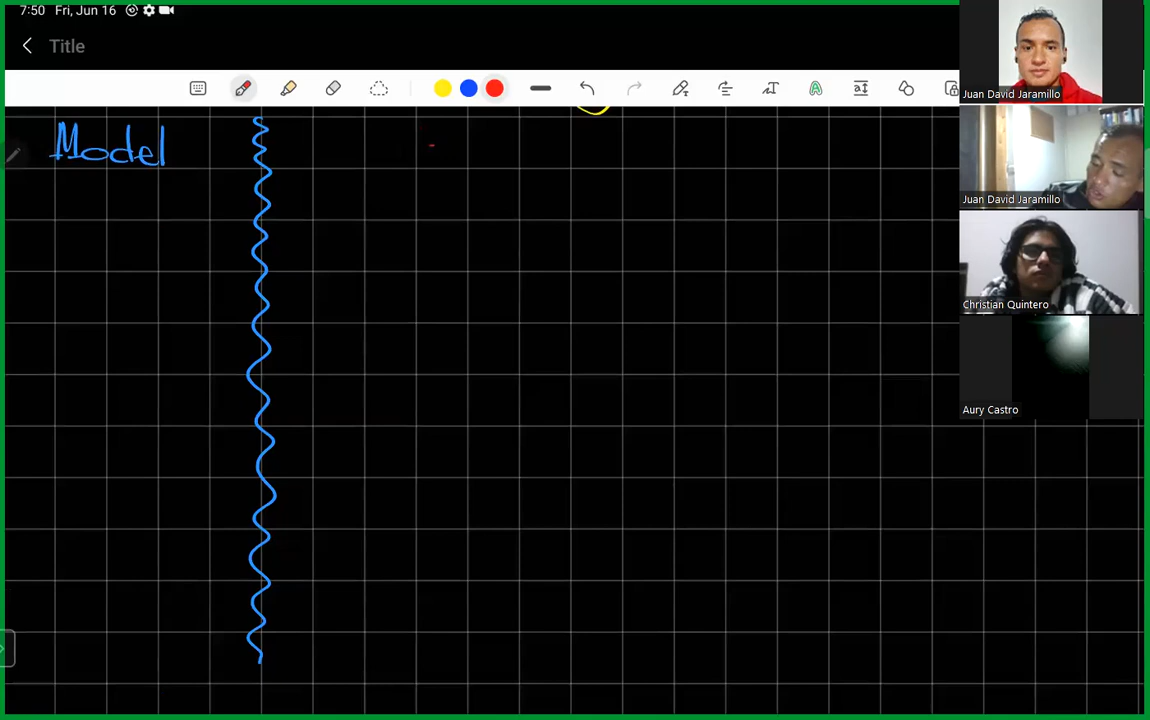 7:50 Fri, Jun 16
Title
Model
Juan David Jaramillo
Juan David Jaramillo
Christian Quintero
Aury Castro